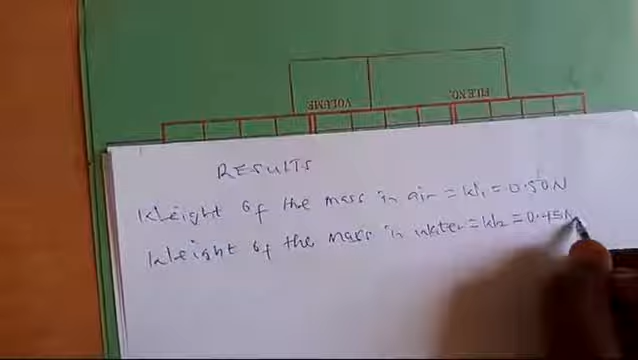 FILE NO.
VOLUME
RESULTS
Weight of the mass in air = W₁ = 0.50N
Weight of the mass in water = W₂ = 0.45N